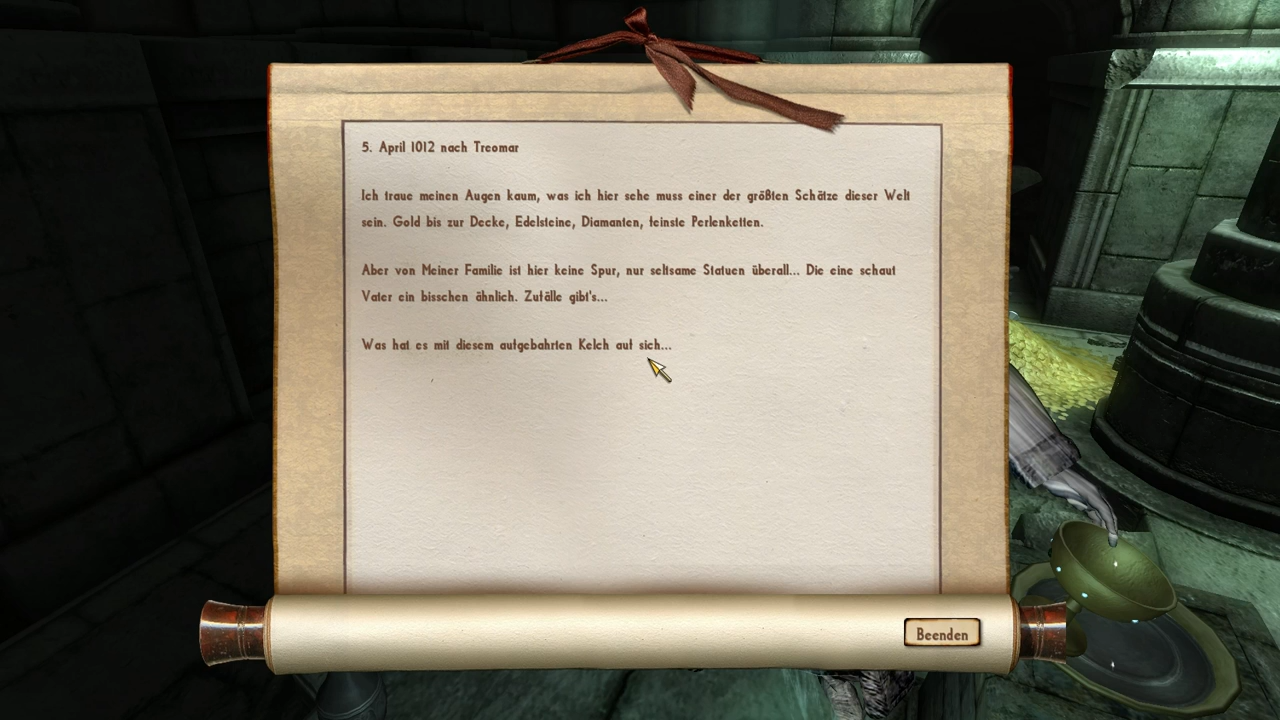 5. April 1012 nach Treomar
Ich traue meinen Augen kaum, was ich hier sehe muss einer der größten Schätze dieser Welt
sein. Gold bis zur Decke, Edelsteine, Diamanten, feinste Perlenketten.
Aber von Meiner Familie ist hier keine Spur, nur seltsame Statuen überall... Die eine schaut
Vater ein bisschen ähnlich. Zufälle gibt's...
Was hat es mit diesem aufgebahrten Kelch auf sich...
Beenden